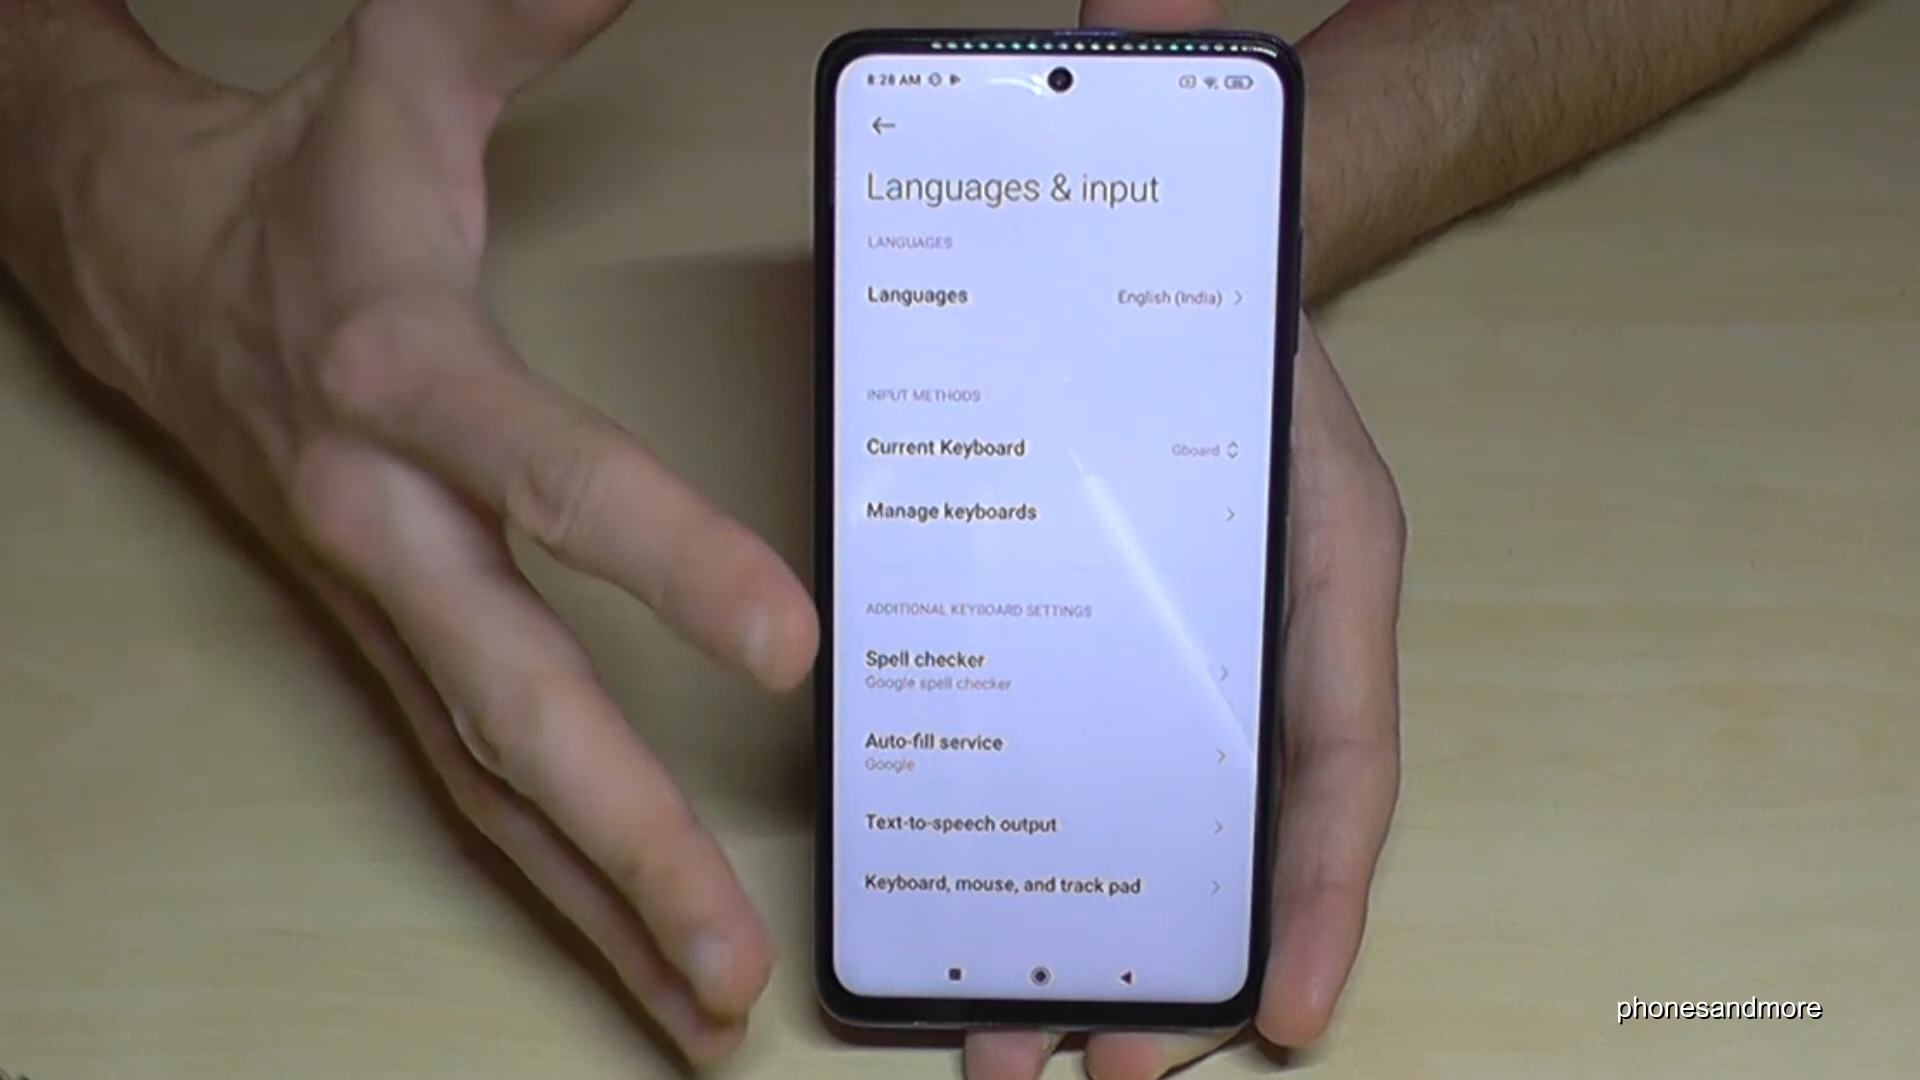 8:28 AM
Languages & input
LANGUAGES
Languages English (India)
INPUT METHODS
Current Keyboard Gboard
Manage keyboards
ADDITIONAL KEYBOARD SETTINGS
Spell checker
Google spell checker
Auto-fill service
Google
Text-to-speech output
Keyboard, mouse, and track pad
phonesandmore